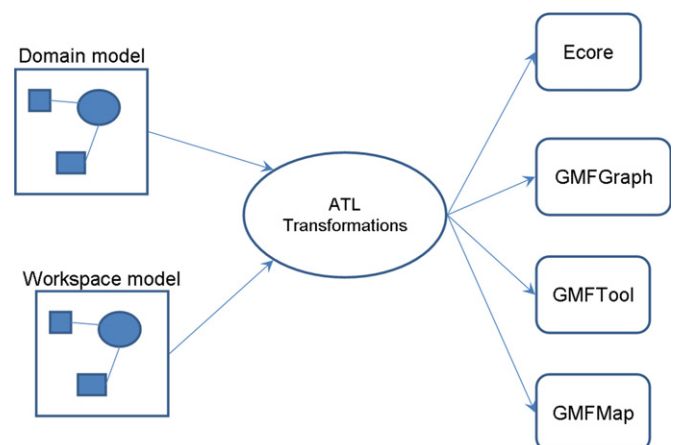 Domain model
Workspace model
ATL
Transformations
Ecore
GMFGraph
GMFTool
GMFMap